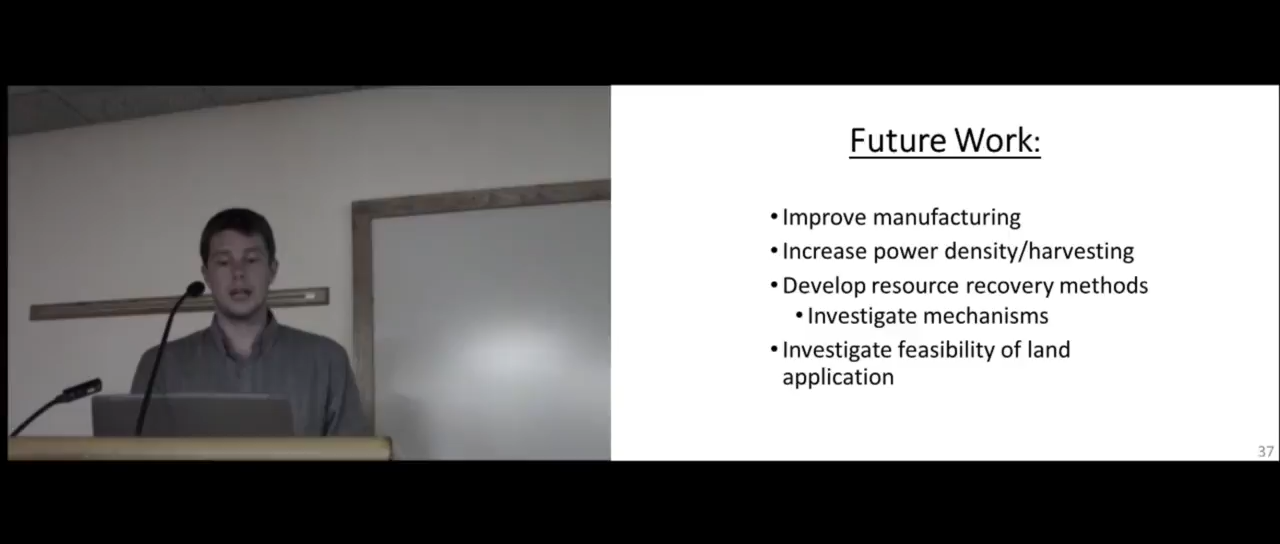 Future Work:
• Improve manufacturing
• Increase power density/harvesting
• Develop resource recovery methods
• Investigate mechanisms
• Investigate feasibility of land
application
37